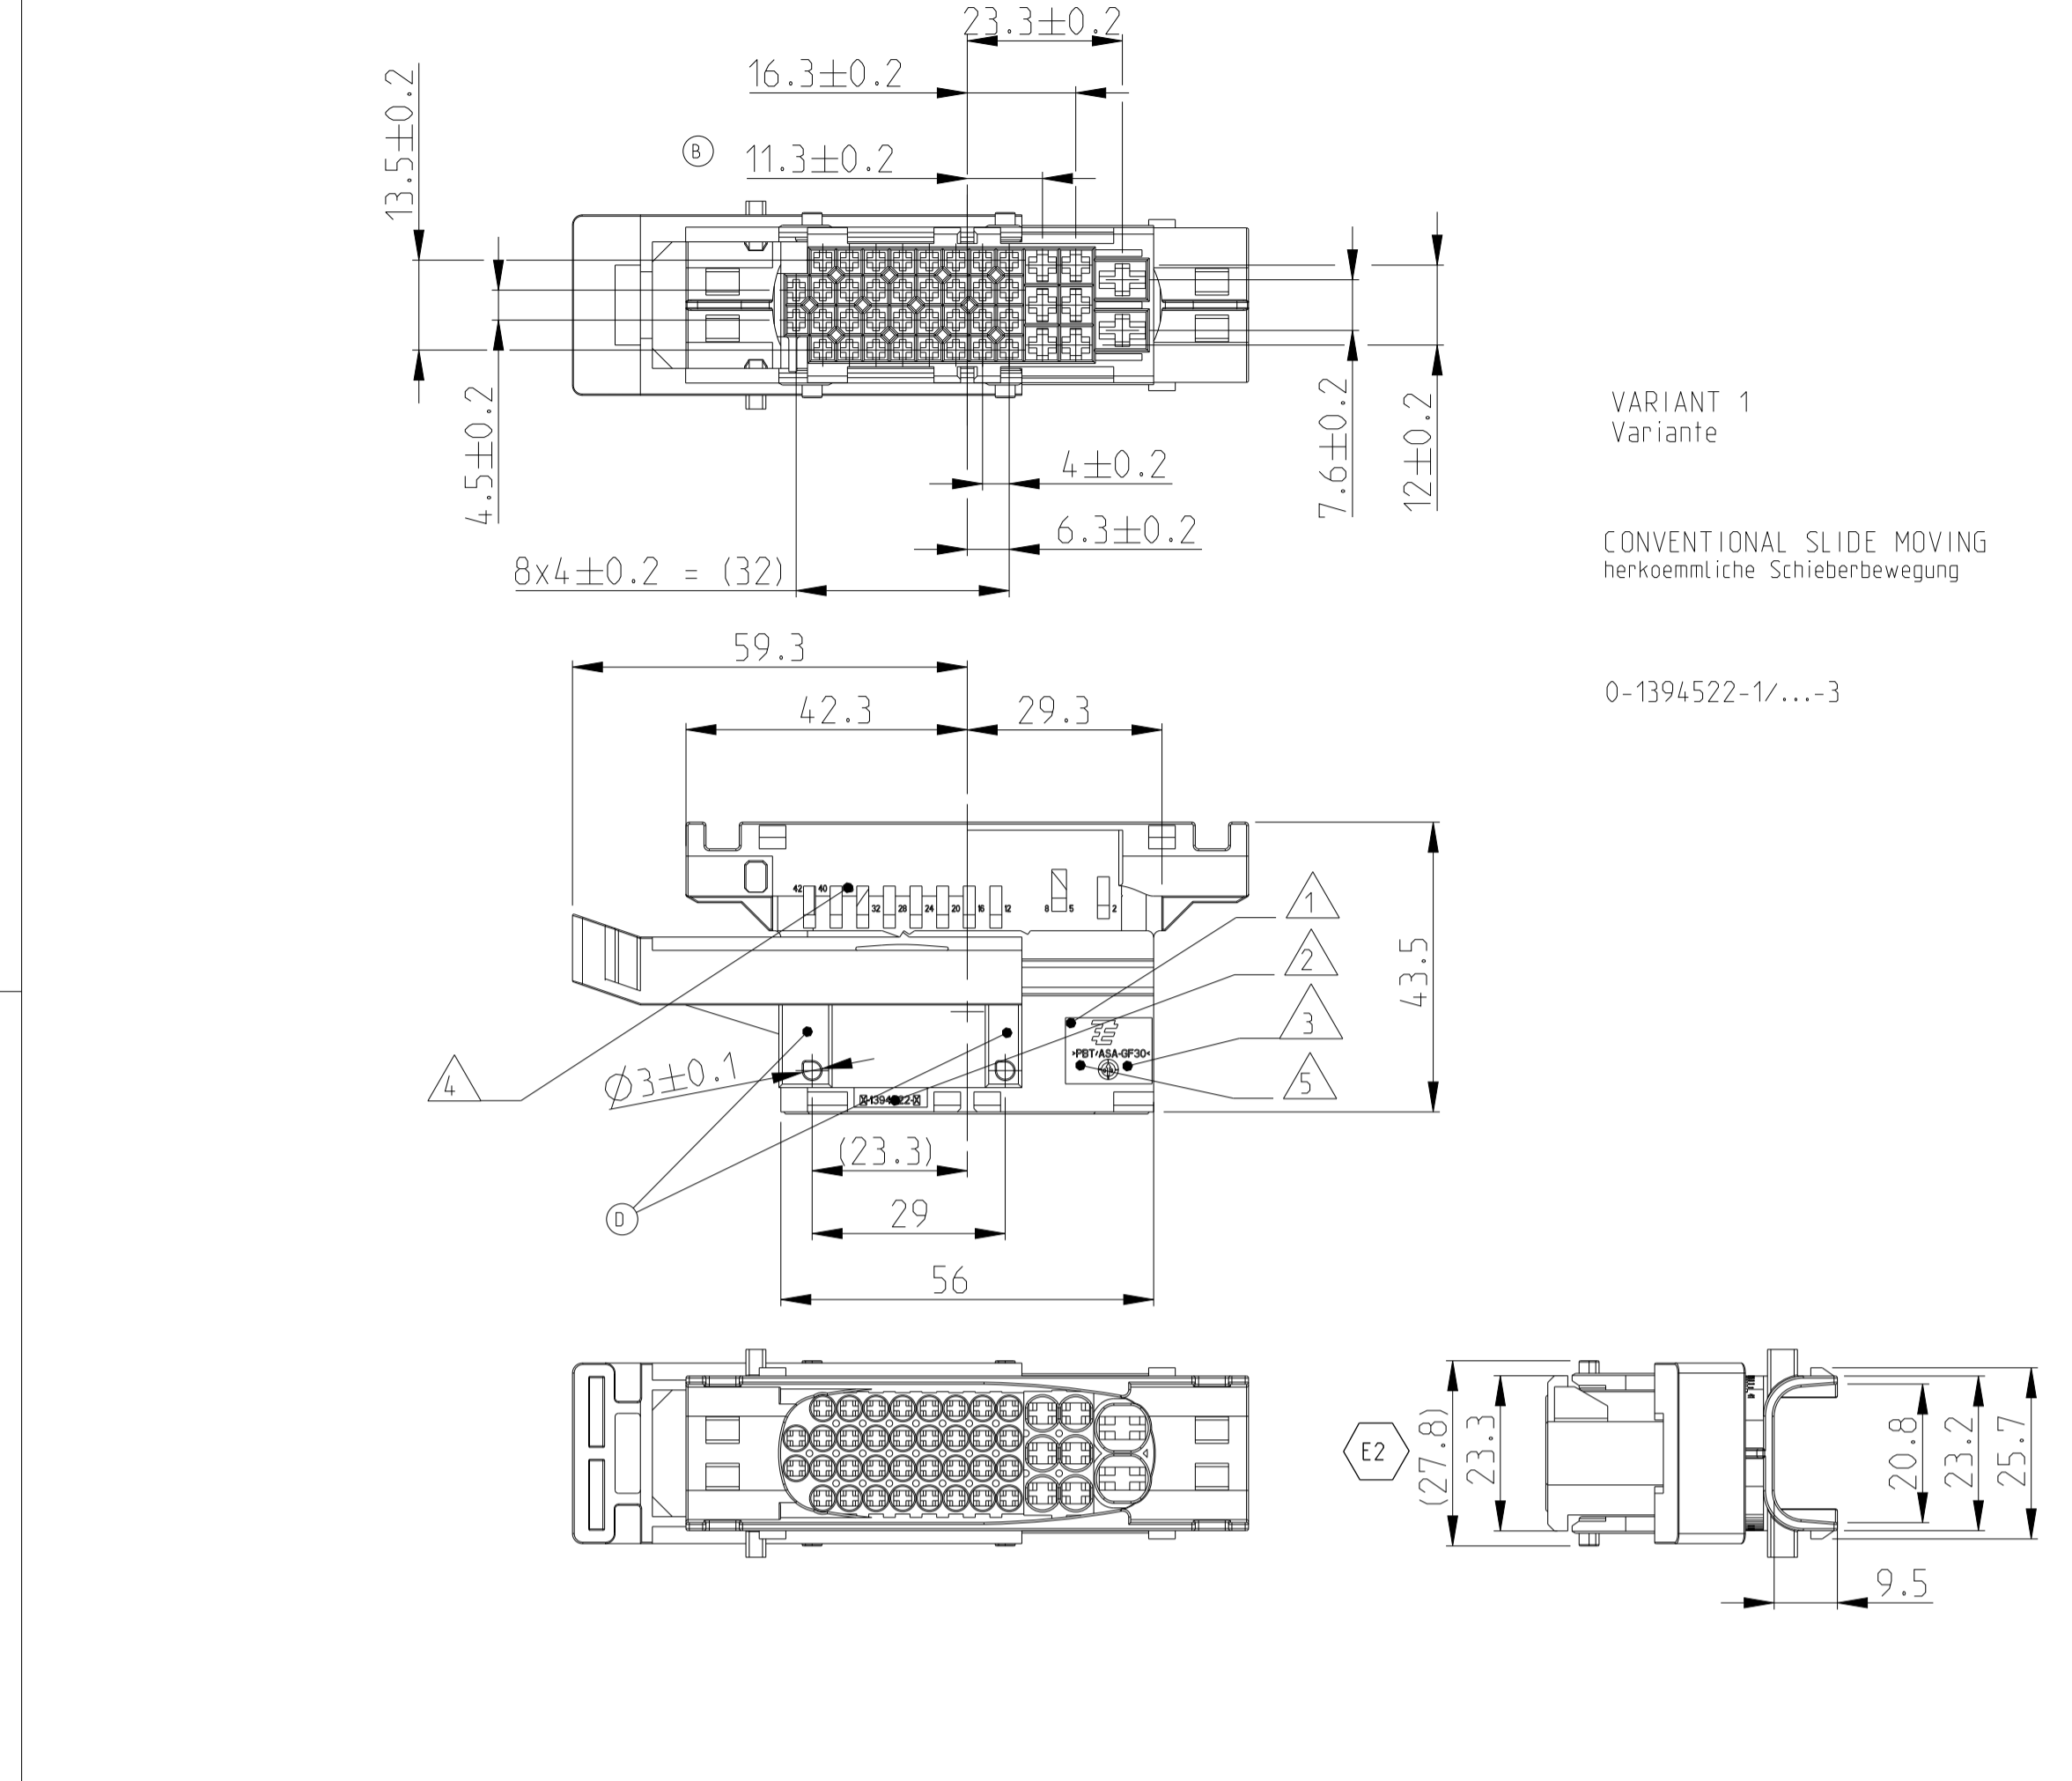 23.3±0.2
16.3±0.2
13.5±0.2
B
11.3±0.2
4.5±0.2
4±0.2
7.6±0.2
12±0.2
6.3±0.2
8x4±0.2 = (32)
VARIANT 1
Variante
CONVENTIONAL SLIDE MOVING
herkoemmliche Schieberbewegung
0-1394522-1/...-3
59.3
42.3
29.3
42 40 32 28 24 20 16 12 8 5 2
1
2
3
4
5
43.5
>PBT/ASA-GF30<
Ø3±0.1
(23.3)
D
29
56
E2
(27.8)
23.3
20.8
23.2
25.7
9.5